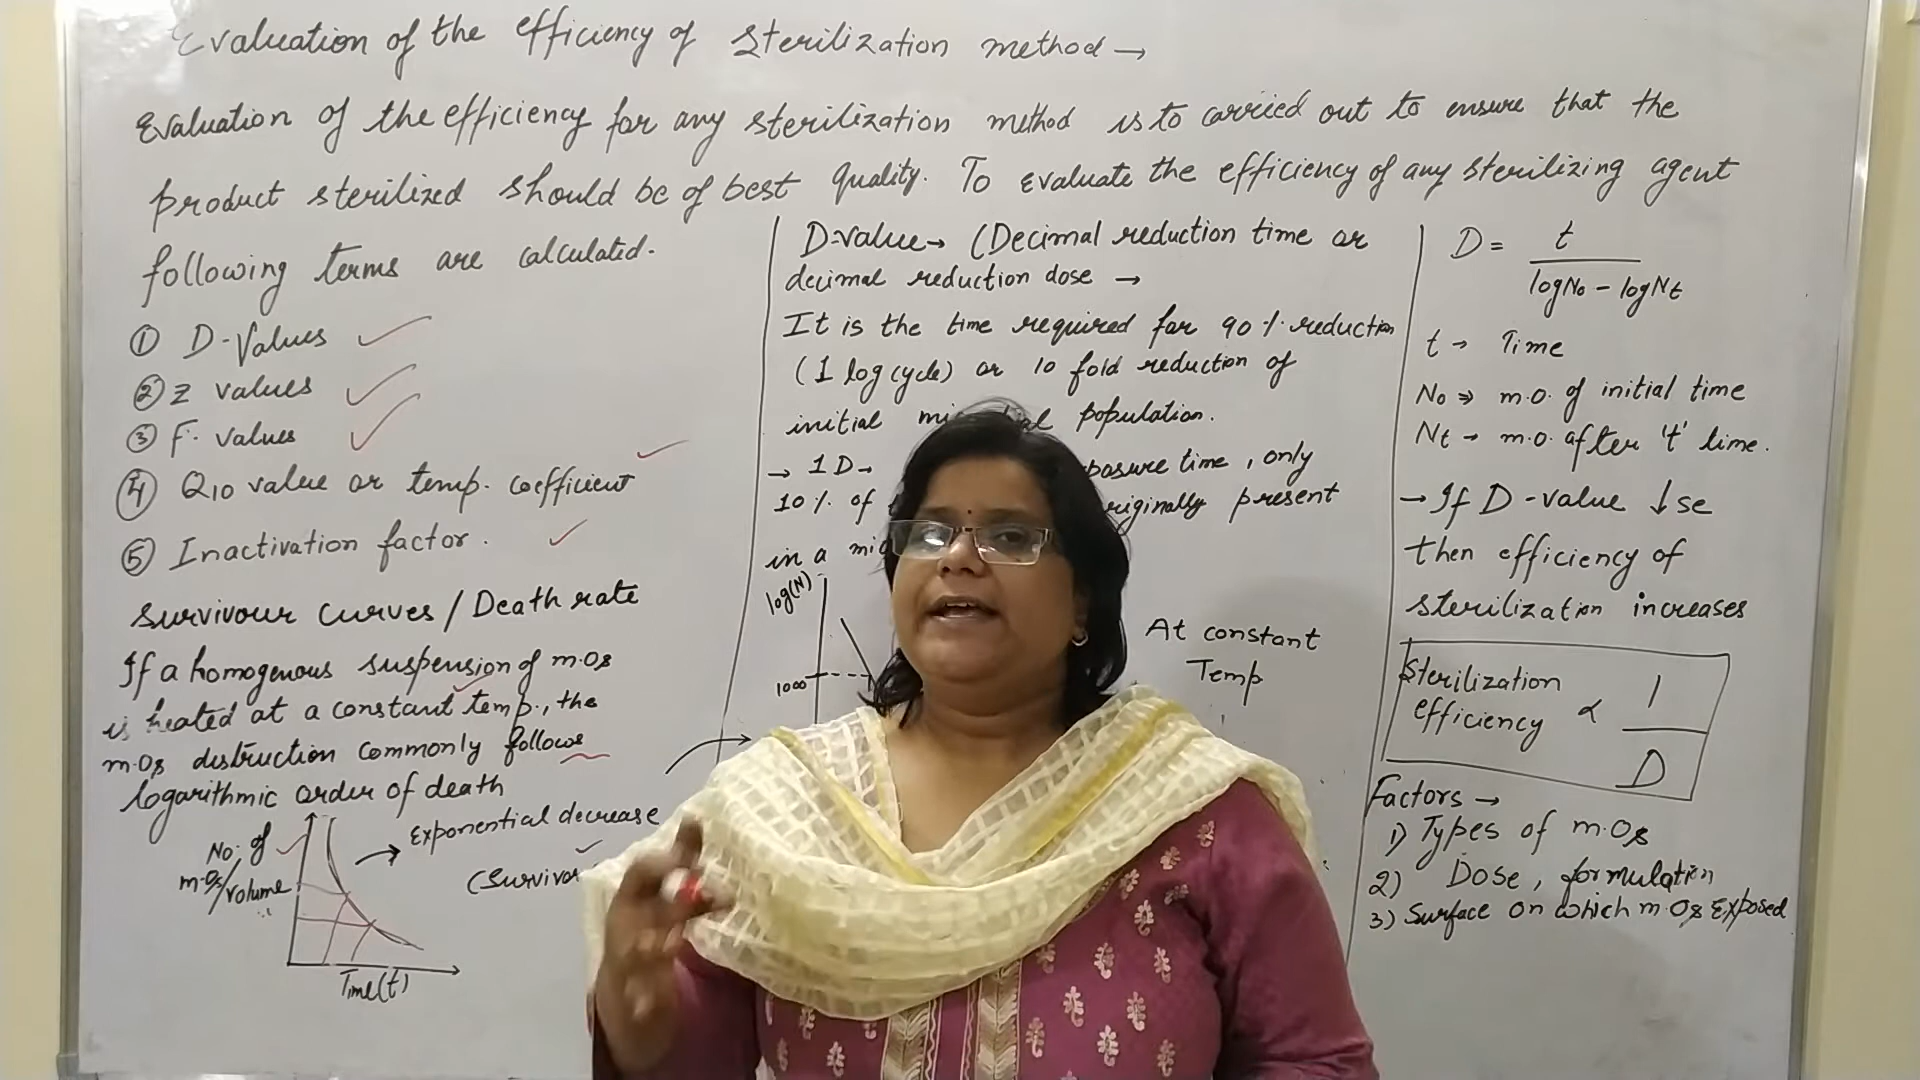 Evaluation of the efficiency of Sterilization method →
Evaluation of the efficiency for any sterilization method is to carried out to ensure that the
product sterilized should be of best quality. To evaluate the efficiency of any sterilizing agent
following terms are calculated.
① D-Values
② Z values
③ F. values
④ Q10 value or temp. coefficient
⑤ Inactivation factor.
Survivour curves / Death rate
If a homogenous suspension of m.Os
is heated at a constant temp., the
m.Os distruction commonly follows
logarithmic order of death
No. of
m.Os/volume
Time(t)
→ Exponential decrease
(Survivor
D-value → (Decimal reduction time or
decimal reduction dose →
It is the time required for 90% reduction
(1 log cycle) or 10 fold reduction of
initial population.
→ 1D→ time, only
10% of originally present
in a
log(N)
1000
At constant
Temp
D = t / logN0 - logNt
t → Time
N0 ⇒ m.o. of initial time
Nt → m.o. after 't' time.
→ If D-value ↓se
then efficiency of
sterilization increases
Sterilization efficiency ∝ 1 / D
Factors →
1) Types of m.Os
2) Dose, formulation
3) Surface on which m.Os Exposed